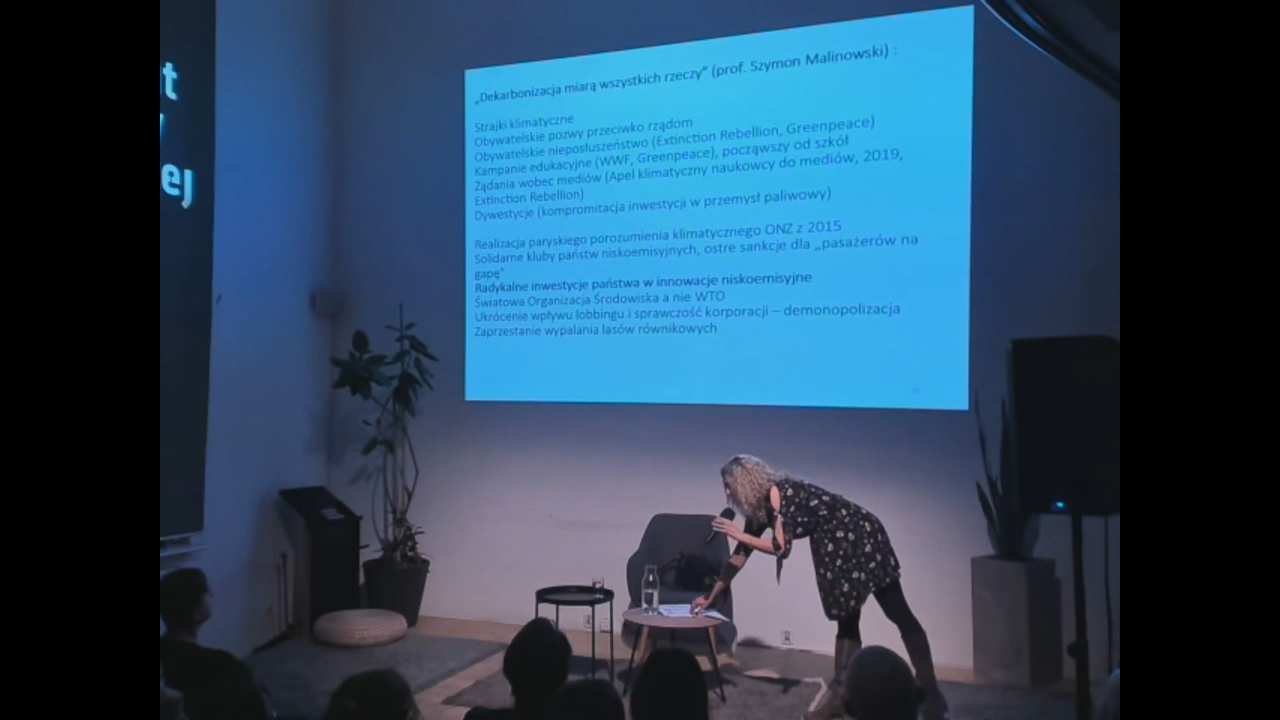 t
ej
„Dekarbonizacja miarą wszystkich rzeczy” (prof. Szymon Malinowski) :
Strajki klimatyczne
Obywatelskie pozwy przeciwko rządom
Obywatelskie nieposłuszeństwo (Extinction Rebellion, Greenpeace)
Kampanie edukacyjne (WWF, Greenpeace), począwszy od szkół
Żądania wobec mediów (Apel klimatyczny naukowcy do mediów, 2019,
Extinction Rebellion)
Dywestycje (kompromitacja inwestycji w przemysł paliwowy)
Realizacja paryskiego porozumienia klimatycznego ONZ z 2015
Solidarne kluby państw niskoemisyjnych, ostre sankcje dla „pasażerów na
gapę”
Radykalne inwestycje państwa w innowacje niskoemisyjne
Światowa Organizacja Środowiska a nie WTO
Ukrócenie wpływu lobbingu i sprawczość korporacji – demonopolizacja
Zaprzestanie wypalania lasów równikowych